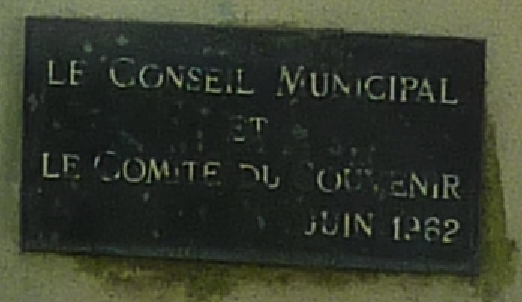 LE CONSEIL MUNICIPAL
ET
LE COMITE DU SOUVENIR
JUIN 1962